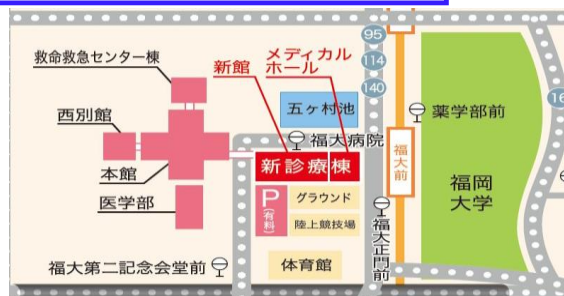 救命救急センター棟
西別館
本館
医学部
福大第二記念会堂前
新館
メディカル
ホール
五ヶ村池
福大病院
新診療棟
P
(有料)
グラウンド
陸上競技場
体育館
95
114
140
福大前
福大正門前
薬学部前
福岡
大学
16